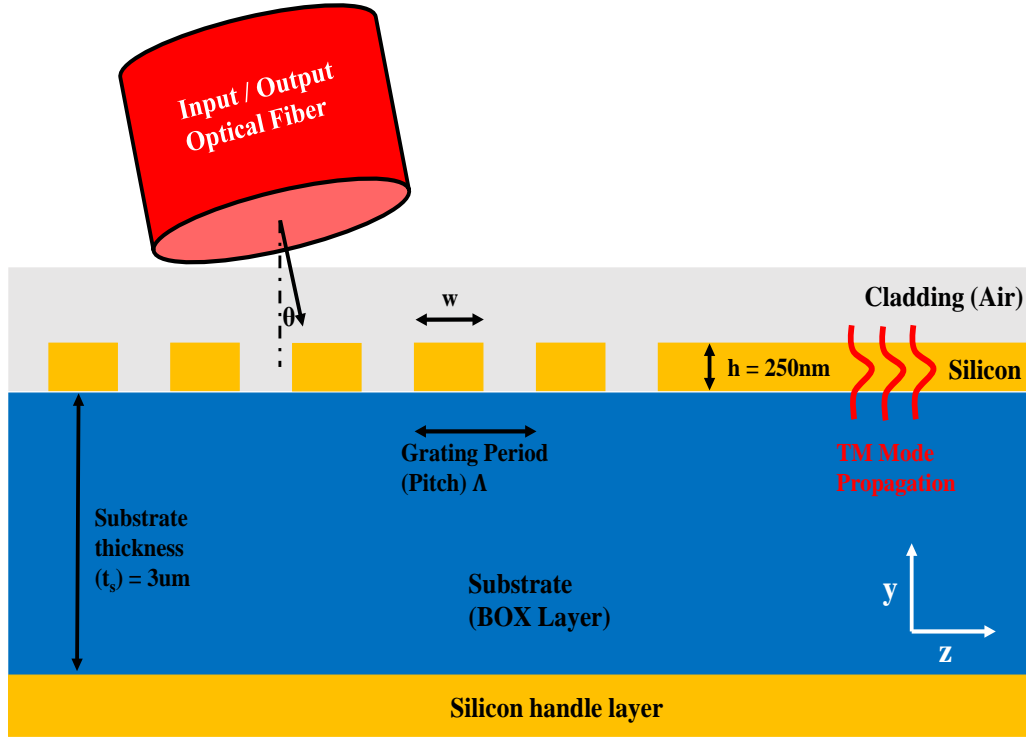 Input / Output
Optical Fiber
Cladding (Air)
w
θ
h = 250nm
Silicon
Grating Period
(Pitch) Λ
TM Mode
Propagation
Substrate
thickness
(tₛ) = 3um
Substrate
(BOX Layer)
y
z
Silicon handle layer